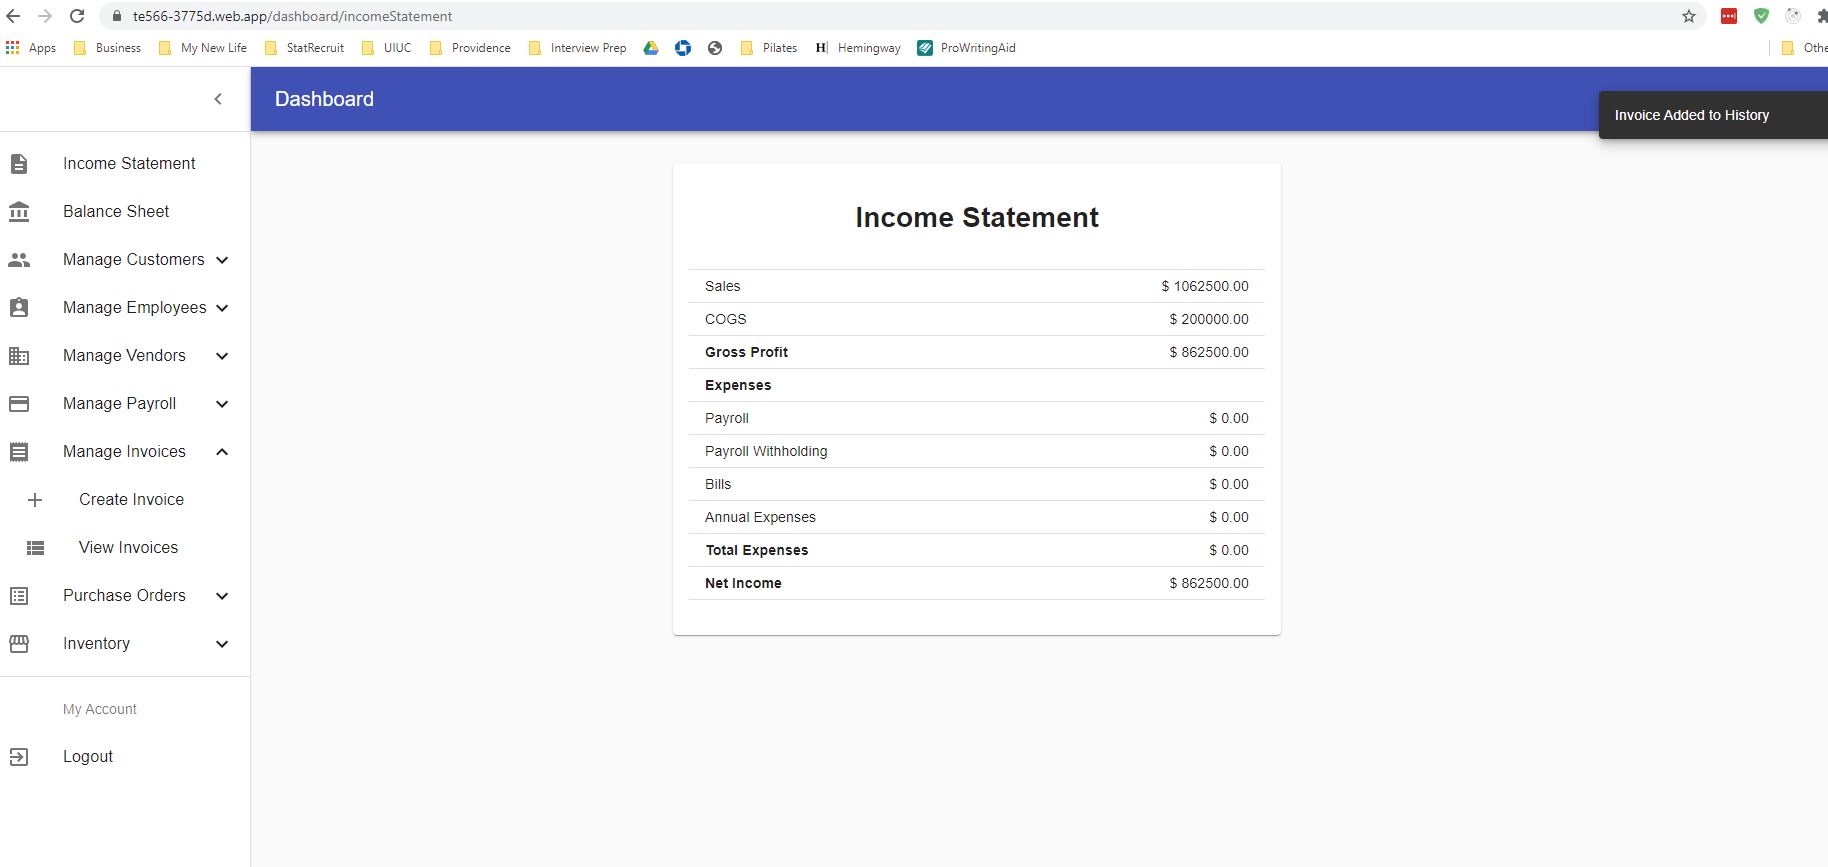 te566-3775d.web.app/dashboard/incomeStatement
Apps Business My New Life StatRecruit UIUC Providence Interview Prep Pilates H Hemingway ProWritingAid Othe
Dashboard
Invoice Added to History
Income Statement
Balance Sheet
Manage Customers
Manage Employees
Manage Vendors
Manage Payroll
Manage Invoices
Create Invoice
View Invoices
Purchase Orders
Inventory
My Account
Logout
Income Statement
Sales $ 1062500.00
COGS $ 200000.00
Gross Profit $ 862500.00
Expenses
Payroll $ 0.00
Payroll Withholding $ 0.00
Bills $ 0.00
Annual Expenses $ 0.00
Total Expenses $ 0.00
Net Income $ 862500.00